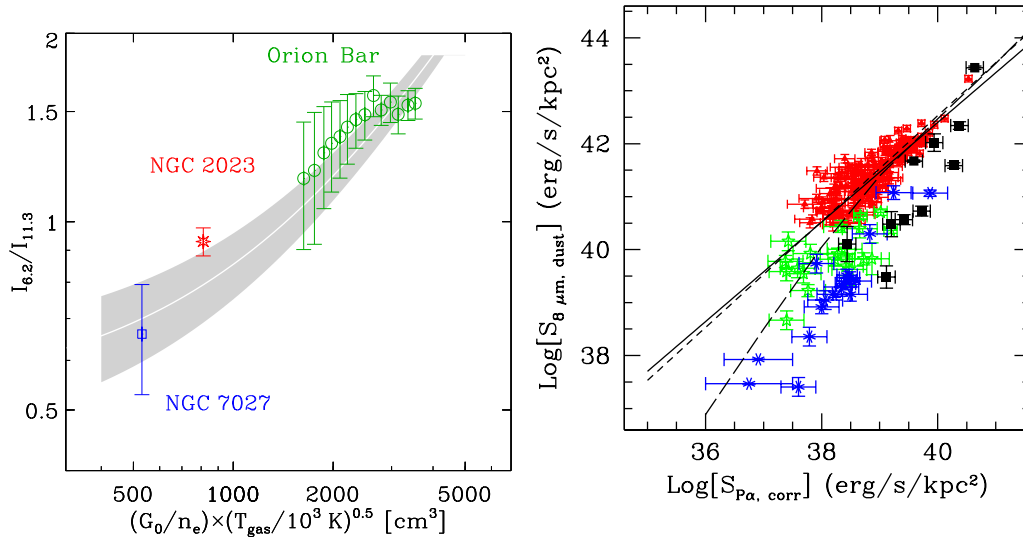 2
1.5
1
0.5
I6.2/I11.3
Orion Bar
NGC 2023
NGC 7027
500 1000 2000 5000
(G0/ne)×(Tgas/10³ K)^0.5 [cm³]
44
42
40
38
Log[S8 μm, dust] (erg/s/kpc²)
36 38 40
Log[SPα, corr] (erg/s/kpc²)